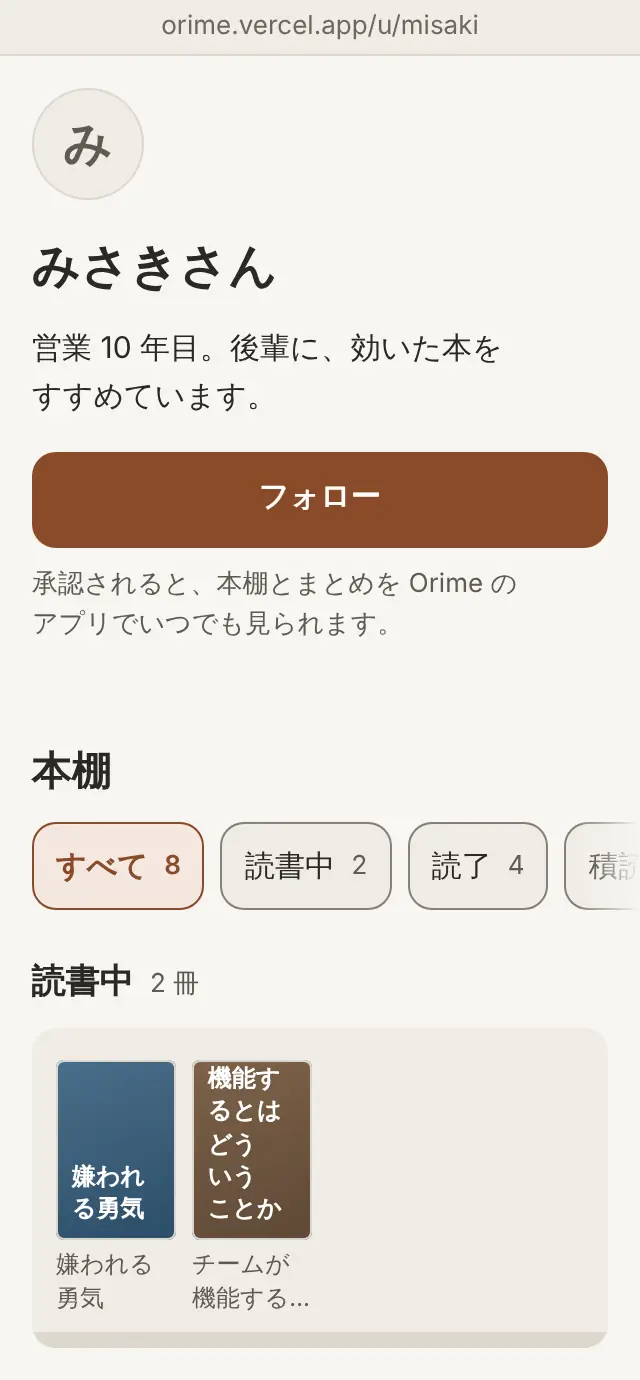 orime.vercel.app/u/misaki
み
みさきさん
営業 10 年目。後輩に、効いた本を
すすめています。
フォロー
承認されると、本棚とまとめを Orime の
アプリでいつでも見られます。
本棚
すべて 8
読書中 2
読了 4
積読
読書中 2 冊
嫌われ
る勇気
機能す
るとは
どう
いう
ことか
嫌われる
勇気
チームが
機能する…